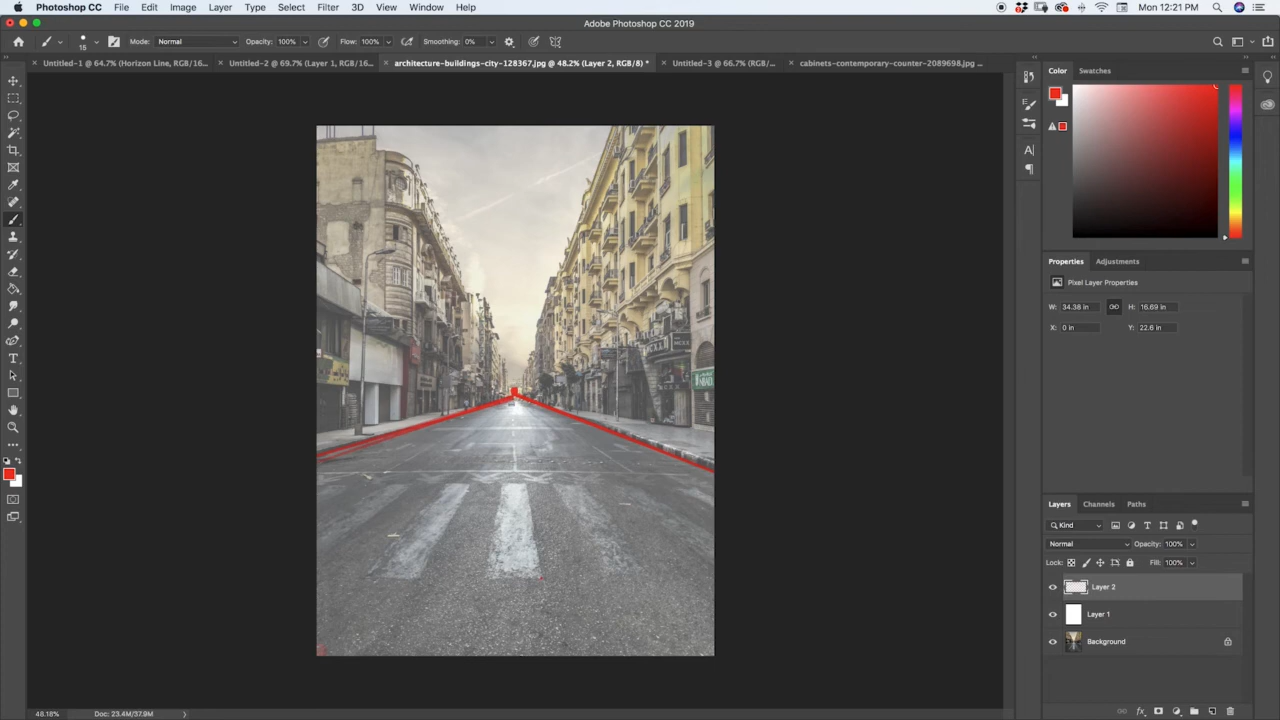 Photoshop CC File Edit Image Layer Type Select Filter 3D View Window Help Mon 12:21 PM
Adobe Photoshop CC 2019
15 Mode: Normal Opacity: 100% Flow: 100% Smoothing: 0%
Untitled-1 @ 64.7% (Horizon Line, RGB/16... Untitled-2 @ 69.7% (Layer 1, RGB/16... architecture-buildings-city-128367.jpg @ 48.2% (Layer 2, RGB/8) * Untitled-3 @ 66.7% (RGB/... cabinets-contemporary-counter-2089698.jpg ...
Color Swatches
Properties Adjustments
Pixel Layer Properties
W: 34.38 in H: 16.69 in
X: 0 in Y: 22.6 in
Layers Channels Paths
Kind
Normal Opacity: 100%
Lock: Fill: 100%
Layer 2
Layer 1
Background
48.18% Doc: 23.4M/37.9M